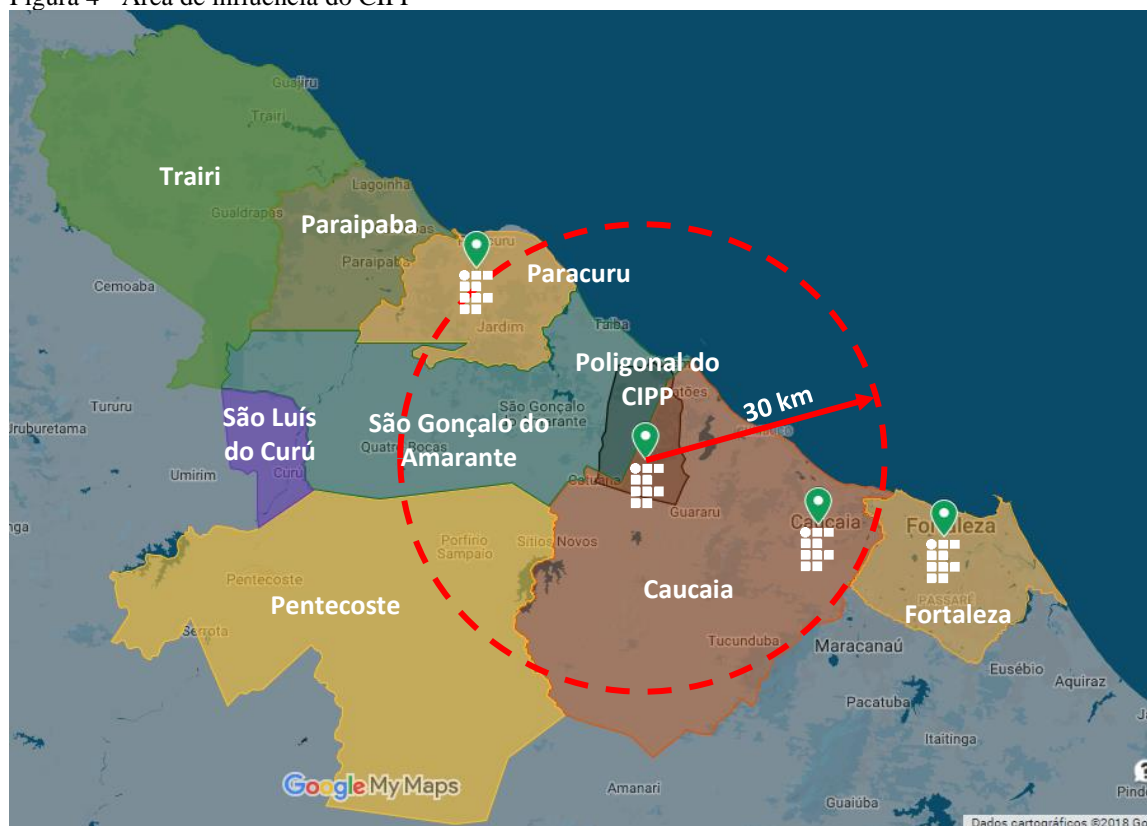 Figura 4 - Área de influência do CIPP
Guajiru
Trairi
Trairi
Lagoinha
Gualdrapas
Paraipaba
Paraipaba
Paracuru
Cemoaba
Jardim
Taíba
Poligonal do
CIPP
30 km
São Luís
do Curú
São Gonçalo do
Amarante
São Gonçalo
do Amarante
Quatro Bocas
Tururu
Uruburetama
Umirim
Curu
Catuana
Guararu
Caucaia
Fortaleza
Porfirio
Sampaio
Sítios Novos
Pentecoste
Pentecoste
Caucaia
PASSARÉ
Fortaleza
Serrota
Tucunduba
Maracanaú
Eusébio
Aquiraz
Pacatuba
Itaitinga
Google My Maps
Amanari
Guaiúba
Dados cartográficos ©2018 Go